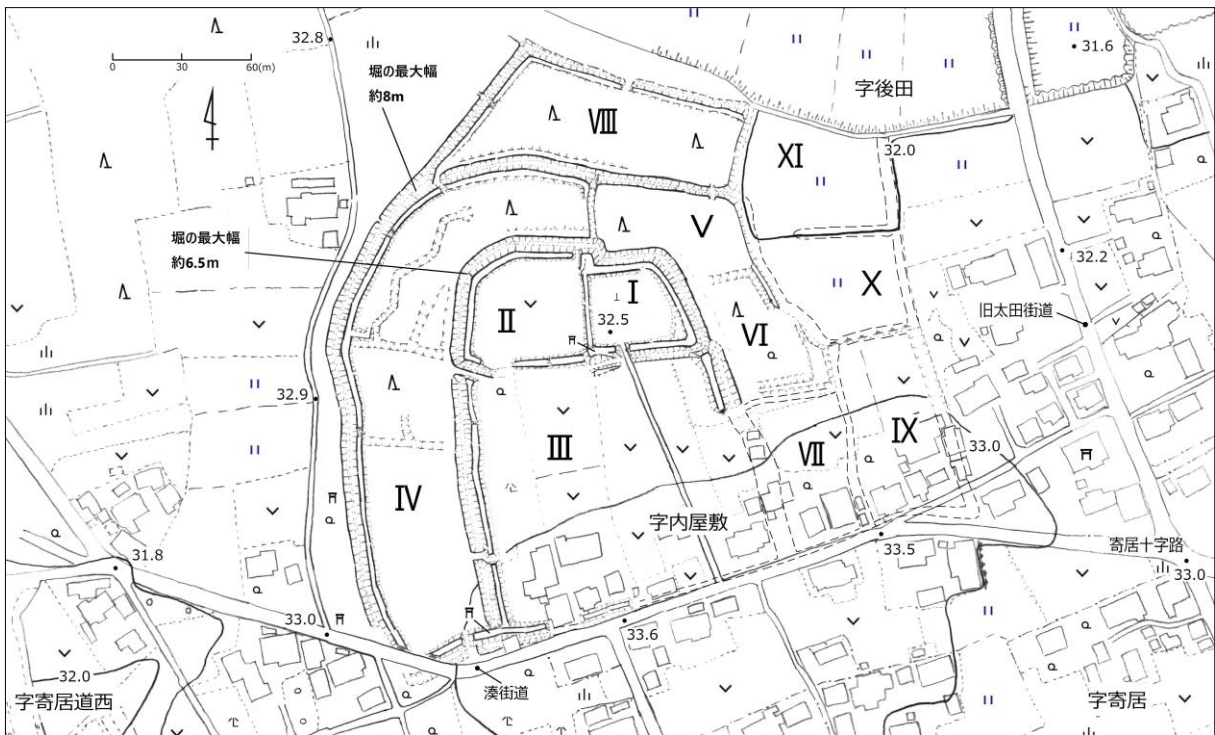 32.8
31.6
0 30 60(m)
堀の最大幅
約8m
字後田
Ⅷ
Ⅺ
32.0
堀の最大幅
約6.5m
Ⅴ
32.2
Ⅹ
Ⅰ
Ⅱ
32.5
Ⅵ
旧太田街道
32.9
Ⅲ
Ⅸ
Ⅶ
33.0
Ⅳ
字内屋敷
33.5
寄居十字路
33.0
31.8
33.0
33.6
32.0
字寄居道西
湊街道
字寄居